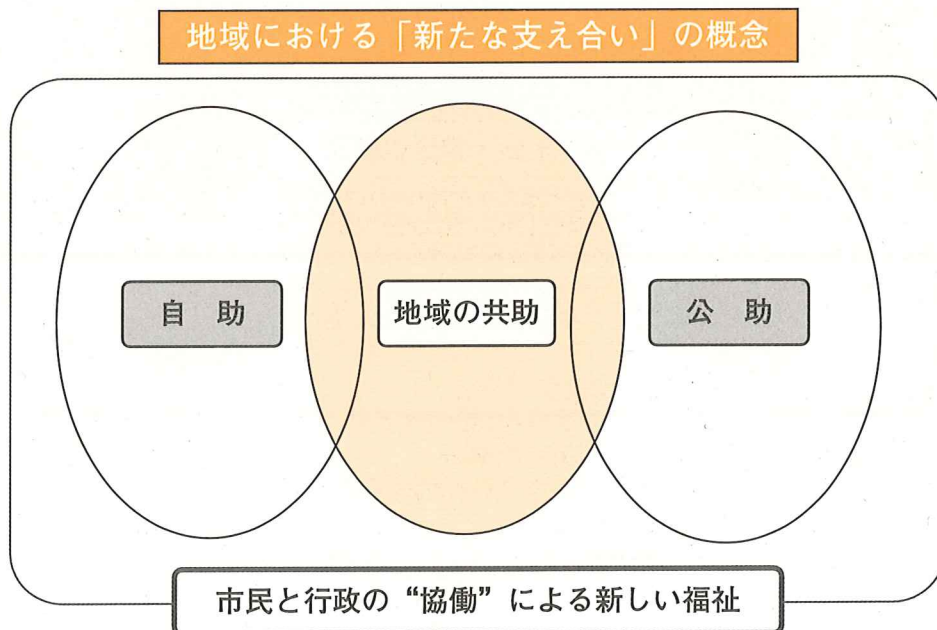 地域における「新たな支え合い」の概念
自　助
地域の共助
公　助
市民と行政の“協働”による新しい福祉